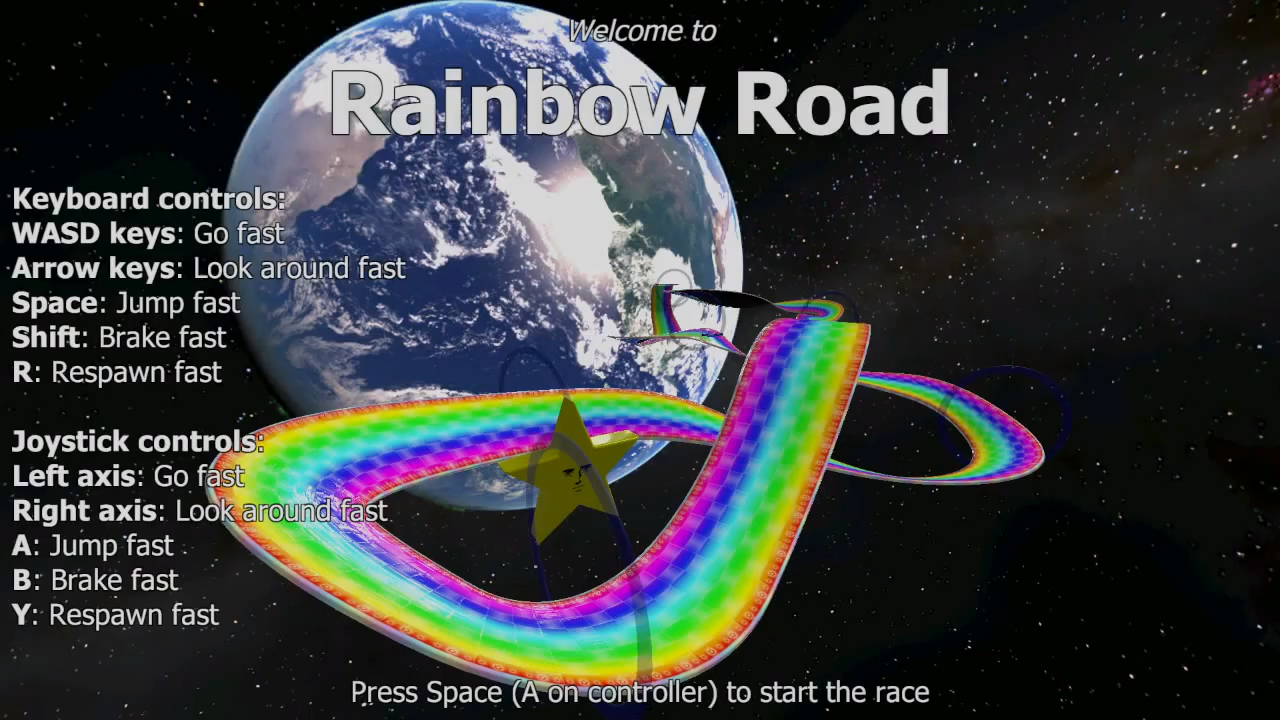 Welcome to
Rainbow Road
Keyboard controls:
WASD keys: Go fast
Arrow keys: Look around fast
Space: Jump fast
Shift: Brake fast
R: Respawn fast
Joystick controls:
Left axis: Go fast
Right axis: Look around fast
A: Jump fast
B: Brake fast
Y: Respawn fast
Press Space (A on controller) to start the race